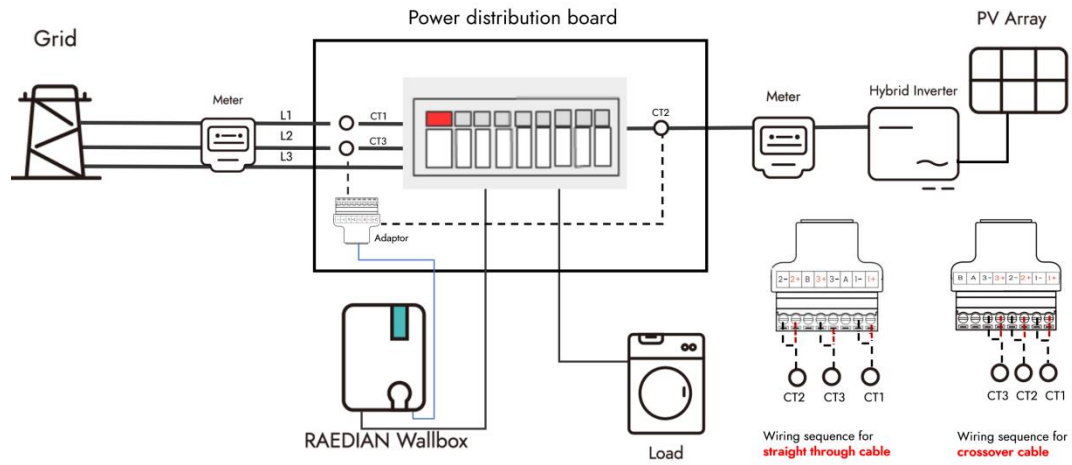 Power distribution board
PV Array
Grid
Meter
L1
CT1
L2
CT3
L3
CT2
Meter
Hybrid Inverter
Adaptor
2- 2+ B 3+ 3- A 1- 1+
B A 3- 3+ 2- 2+ 1- 1+
CT2 CT3 CT1
CT3 CT2 CT1
RAEDIAN Wallbox
Load
Wiring sequence for
straight through cable
Wiring sequence for
crossover cable